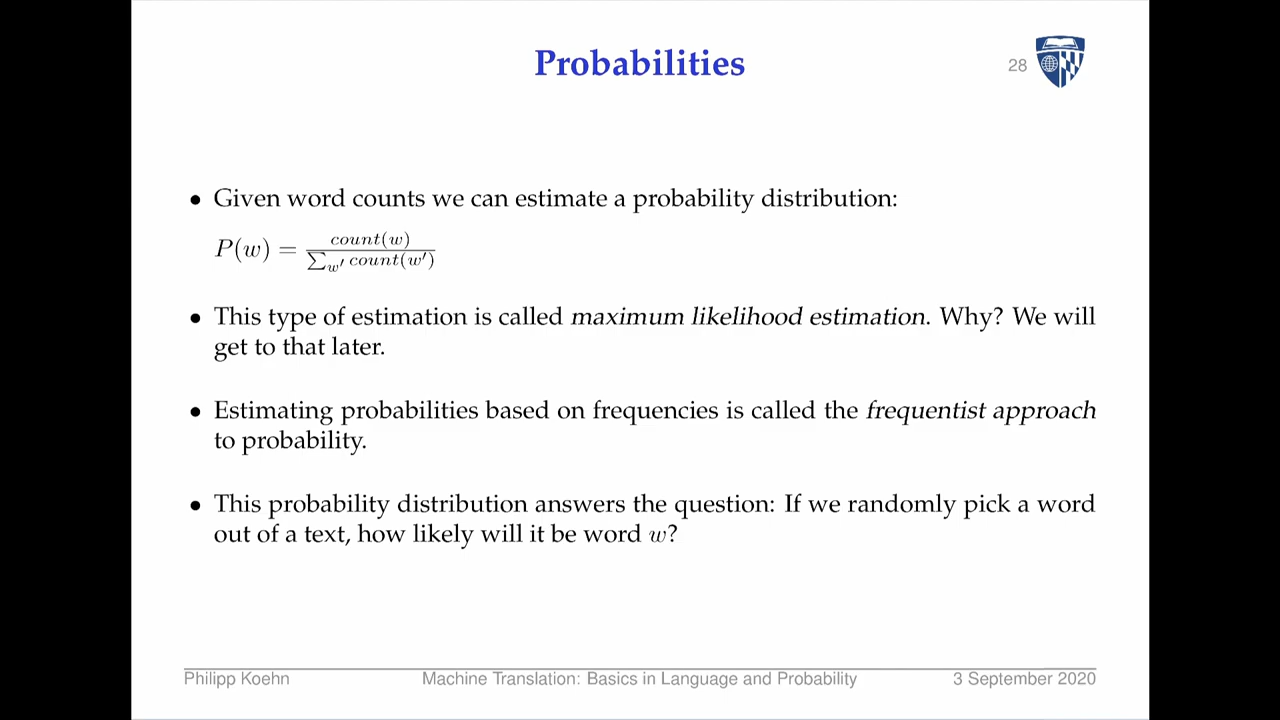 Probabilities
28
• Given word counts we can estimate a probability distribution:
P(w) = count(w) / ∑w′ count(w′)
• This type of estimation is called maximum likelihood estimation. Why? We will
get to that later.
• Estimating probabilities based on frequencies is called the frequentist approach
to probability.
• This probability distribution answers the question: If we randomly pick a word
out of a text, how likely will it be word w?
Philipp Koehn Machine Translation: Basics in Language and Probability 3 September 2020